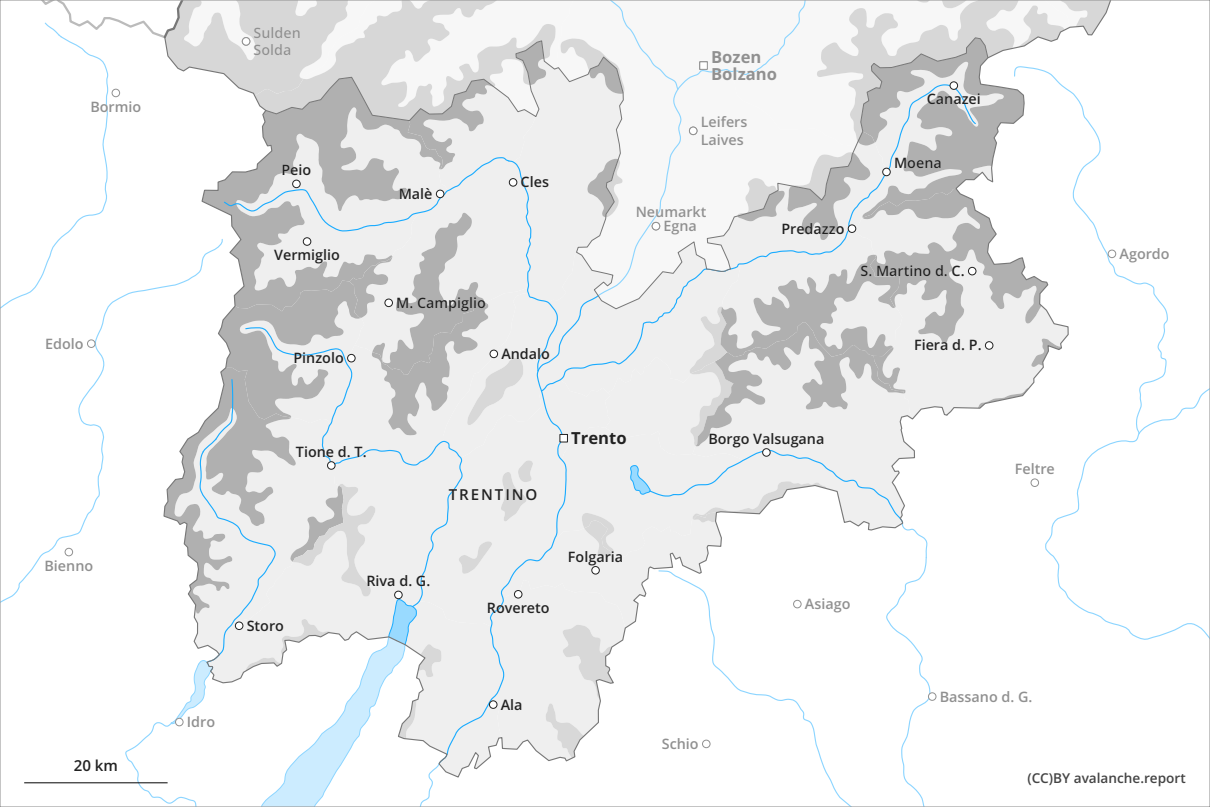 Sulden
Solda
Bozen
Bolzano
Bormio
Canazei
Leifers
Laives
Moena
Peio
Malè
Cles
Neumarkt
Egna
Predazzo
Vermiglio
Agordo
S. Martino d. C.
M. Campiglio
Edolo
Pinzolo
Andalo
Fiera d. P.
Trento
Borgo Valsugana
Tione d. T.
Feltre
TRENTINO
Bienno
Folgaria
Riva d. G.
Rovereto
Asiago
Storo
Bassano d. G.
Ala
Idro
Schio
20 km
(CC)BY avalanche.report